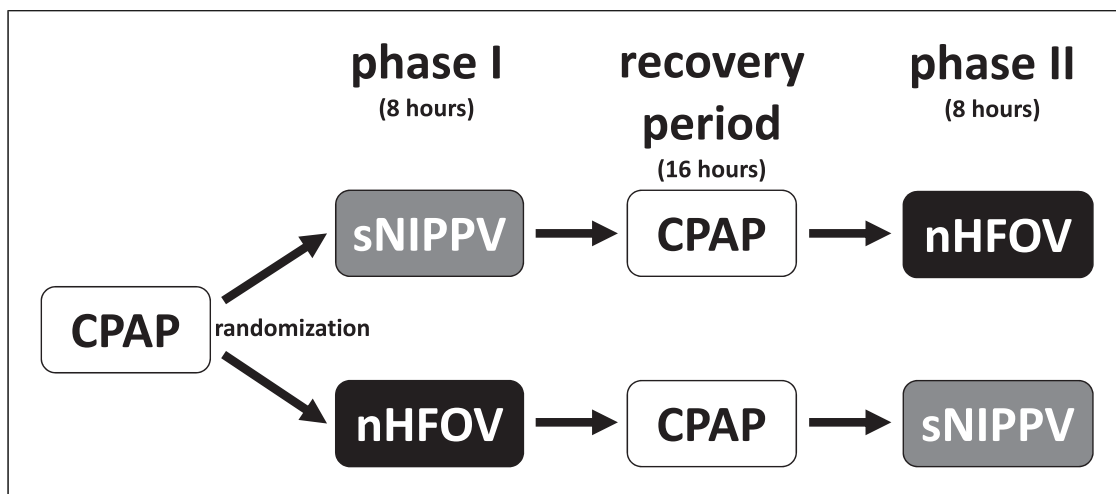 phase I
(8 hours)
recovery
period
(16 hours)
phase II
(8 hours)
sNIPPV
CPAP
nHFOV
CPAP
randomization
nHFOV
CPAP
sNIPPV